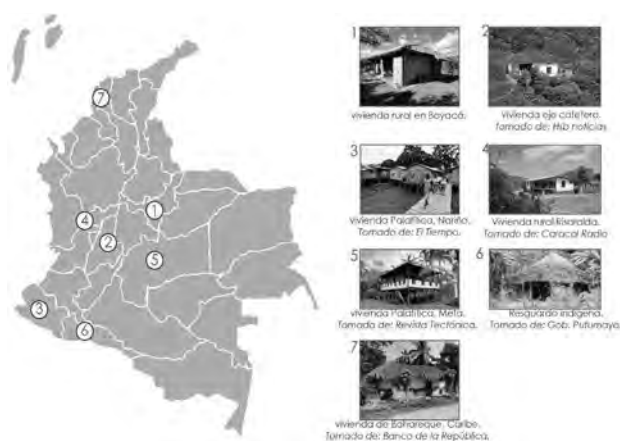 7
4
2
1
5
3
6
1
vivienda rural en Boyacá.
2
vivienda eje cafetero.
Tomado de: Hsb noticias
3
vivienda Palafítica, Nariño.
Tomado de: El Tiempo.
4
Vivienda rural Risaralda.
Tomado de: Caracol Radio
5
vivienda Palafítica, Meta.
Tomado de: Revista Tectónica.
6
Resguardo indígena.
Tomado de: Gob. Putumayo
7
vivienda de Bahareque, Caribe.
Tomado de: Banco de la República.